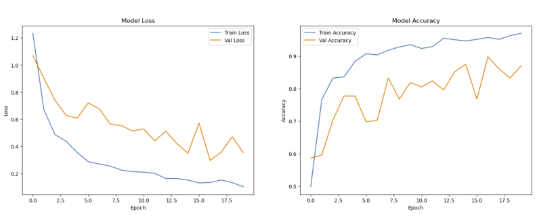 Model Loss
Train Loss
Val Loss
1.2
1.0
0.8
0.6
0.4
0.2
Loss
0.0
2.5
5.0
7.5
10.0
12.5
15.0
17.5
Epoch
Model Accuracy
Train Accuracy
Val Accuracy
0.9
0.8
0.7
0.6
0.5
Accuracy
0.0
2.5
5.0
7.5
10.0
12.5
15.0
17.5
Epoch